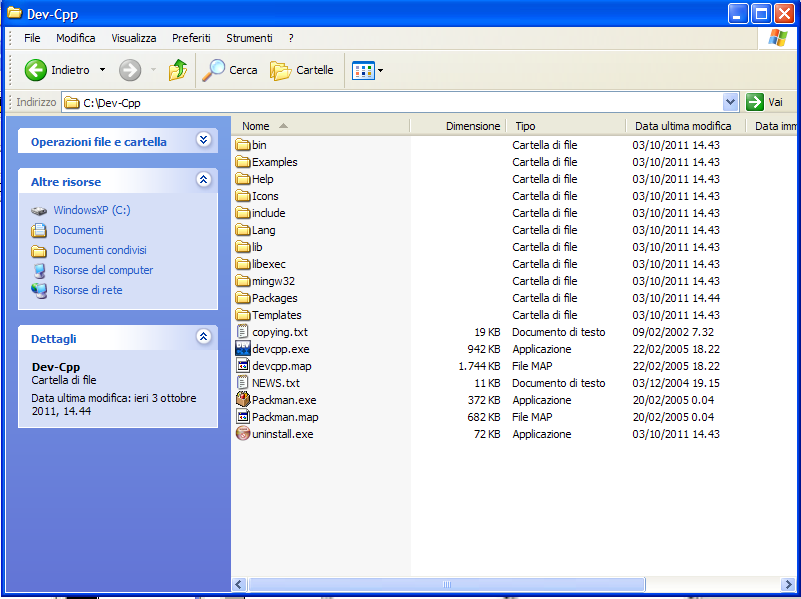 Dev-Cpp
File Modifica Visualizza Preferiti Strumenti ?
Indietro Cerca Cartelle
Indirizzo C:\Dev-Cpp Vai
Operazioni file e cartella
Altre risorse
WindowsXP (C:)
Documenti
Documenti condivisi
Risorse del computer
Risorse di rete
Dettagli
Dev-Cpp
Cartella di file
Data ultima modifica: ieri 3 ottobre
2011, 14.44
Nome Dimensione Tipo Data ultima modifica Data imm
bin Cartella di file 03/10/2011 14.43
Examples Cartella di file 03/10/2011 14.43
Help Cartella di file 03/10/2011 14.43
Icons Cartella di file 03/10/2011 14.43
include Cartella di file 03/10/2011 14.43
Lang Cartella di file 03/10/2011 14.43
lib Cartella di file 03/10/2011 14.43
libexec Cartella di file 03/10/2011 14.43
mingw32 Cartella di file 03/10/2011 14.43
Packages Cartella di file 03/10/2011 14.44
Templates Cartella di file 03/10/2011 14.43
copying.txt 19 KB Documento di testo 09/02/2002 7.32
devcpp.exe 942 KB Applicazione 22/02/2005 18.22
devcpp.map 1.744 KB File MAP 22/02/2005 18.22
NEWS.txt 11 KB Documento di testo 03/12/2004 19.15
Packman.exe 372 KB Applicazione 20/02/2005 0.04
Packman.map 682 KB File MAP 20/02/2005 0.04
uninstall.exe 72 KB Applicazione 03/10/2011 14.43